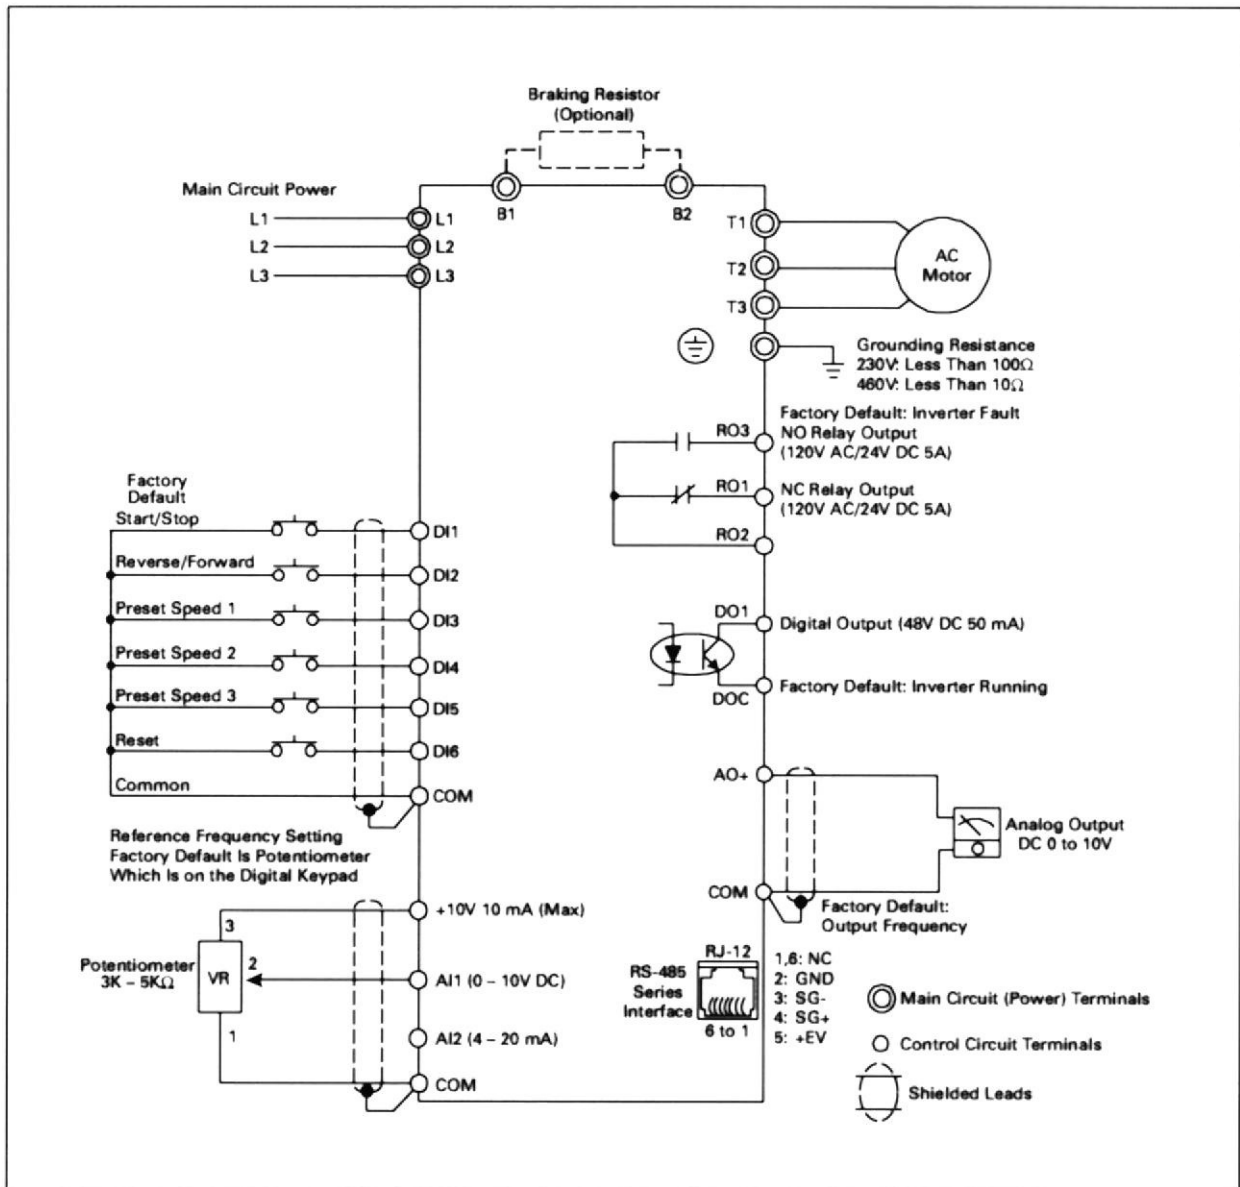 Braking Resistor
(Optional)
Main Circuit Power
B1
B2
L1 L1
L2 L2
L3 L3
T1
T2
T3
AC
Motor
Grounding Resistance
230V: Less Than 100Ω
460V: Less Than 10Ω
Factory Default: Inverter Fault
RO3 NO Relay Output
(120V AC/24V DC 5A)
RO1 NC Relay Output
(120V AC/24V DC 5A)
RO2
Factory
Default
Start/Stop DI1
Reverse/Forward DI2
Preset Speed 1 DI3
Preset Speed 2 DI4
Preset Speed 3 DI5
Reset DI6
Common COM
DO1 Digital Output (48V DC 50 mA)
DOC Factory Default: Inverter Running
AO+
Analog Output
DC 0 to 10V
COM
Factory Default:
Output Frequency
Reference Frequency Setting
Factory Default Is Potentiometer
Which Is on the Digital Keypad
3
+10V 10 mA (Max)
Potentiometer
3K – 5KΩ
VR
2
AI1 (0 – 10V DC)
1
AI2 (4 – 20 mA)
COM
RJ-12
RS-485
Series
Interface
6 to 1
1,6: NC
2: GND
3: SG-
4: SG+
5: +EV
Main Circuit (Power) Terminals
Control Circuit Terminals
Shielded Leads